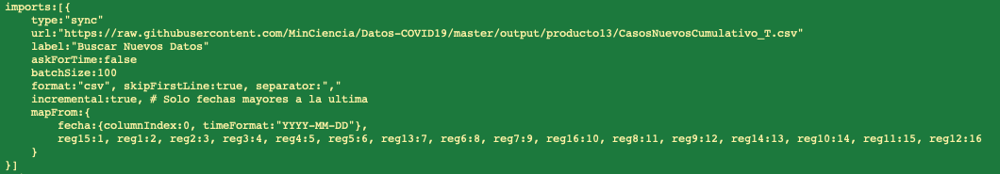 imports:[{
    type:"sync"
    url:"https://raw.githubusercontent.com/MinCiencia/Datos-COVID19/master/output/producto13/CasosNuevosCumulativo_T.csv"
    label:"Buscar Nuevos Datos"
    askForTime:false
    batchSize:100
    format:"csv", skipFirstLine:true, separator:","
    incremental:true, # Solo fechas mayores a la ultima
    mapFrom:{
        fecha:{columnIndex:0, timeFormat:"YYYY-MM-DD"},
        reg15:1, reg1:2, reg2:3, reg3:4, reg4:5, reg5:6, reg13:7, reg6:8, reg7:9, reg16:10, reg8:11, reg9:12, reg14:13, reg10:14, reg11:15, reg12:16
    }
}]